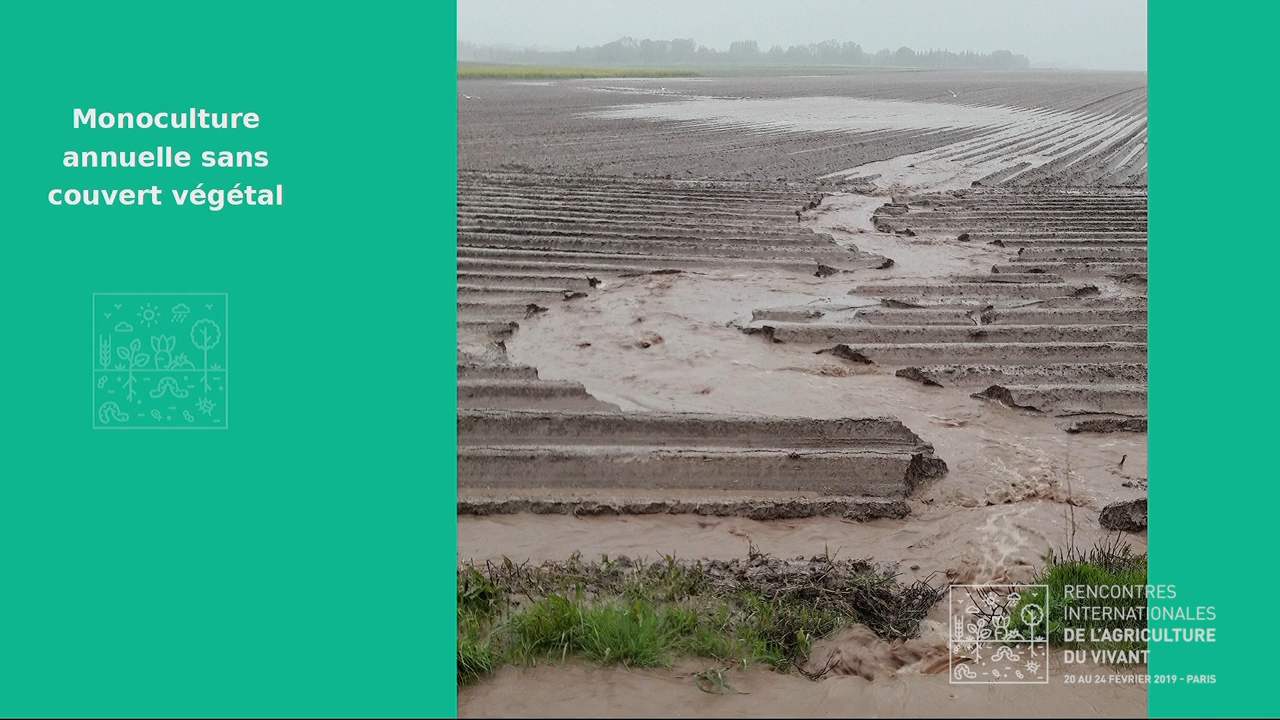 Monoculture
annuelle sans
couvert végétal
RENCONTRES
INTERNATIONALES
DE L'AGRICULTURE
DU VIVANT
20 AU 24 FÉVRIER 2019 - PARIS